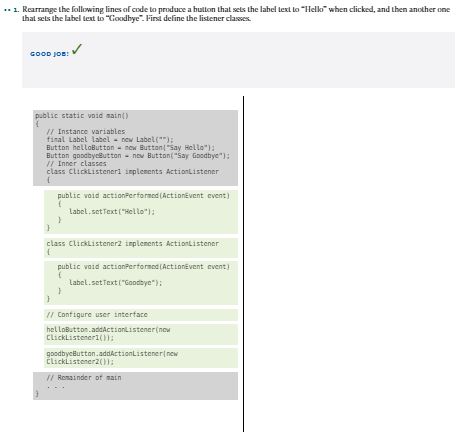 •• 1. Rearrange the following lines of code to produce a button that sets the label text to “Hello” when clicked, and then another one
that sets the label text to “Goodbye”. First define the listener classes.
GOOD JOB!
public static void main()
{
// Instance variables
final Label label = new Label("");
Button helloButton = new Button("Say Hello");
Button goodbyeButton = new Button("Say Goodbye");
// Inner classes
class ClickListener1 implements ActionListener
{
public void actionPerformed(ActionEvent event)
{
label.setText("Hello");
}
}
class ClickListener2 implements ActionListener
{
public void actionPerformed(ActionEvent event)
{
label.setText("Goodbye");
}
}
// Configure user interface
helloButton.addActionListener(new
ClickListener1());
goodbyeButton.addActionListener(new
ClickListener2());
// Remainder of main
. . .
}